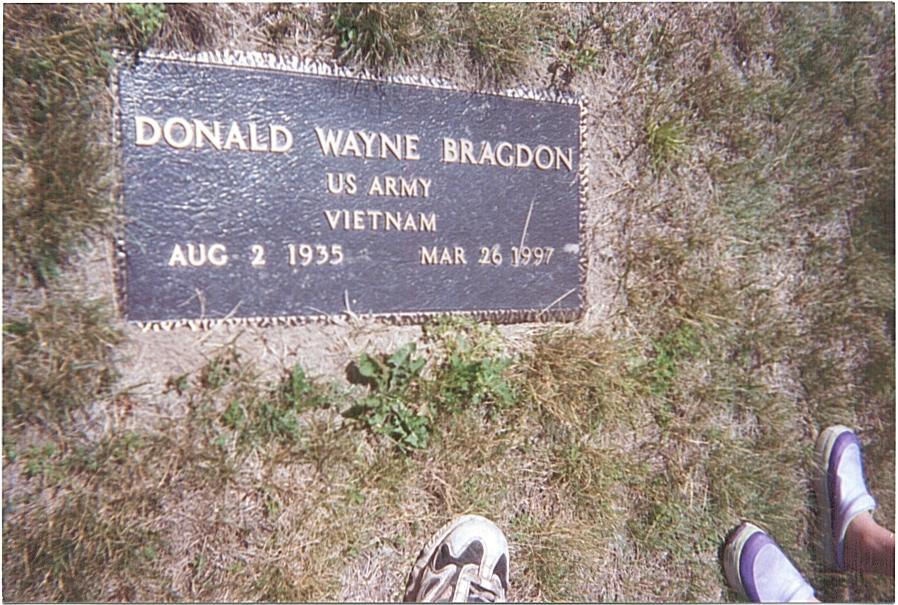 DONALD WAYNE BRAGDON
US ARMY
VIETNAM
AUG 2 1935 MAR 26 1997